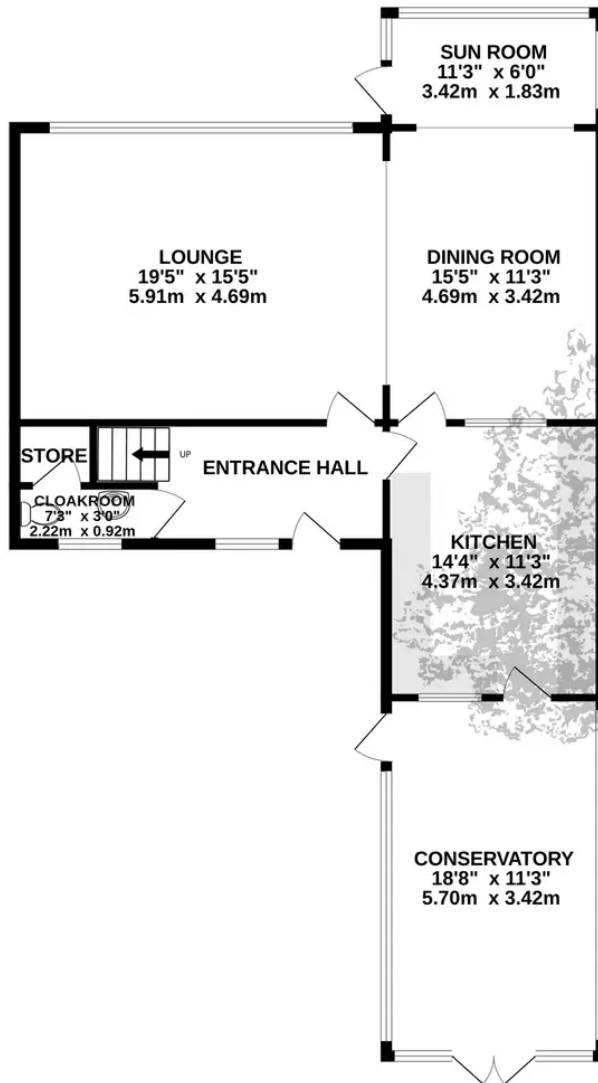 SUN ROOM
11'3" x 6'0"
3.42m x 1.83m
LOUNGE
19'5" x 15'5"
5.91m x 4.69m
DINING ROOM
15'5" x 11'3"
4.69m x 3.42m
STORE
UP
ENTRANCE HALL
CLOAKROOM
7'3" x 3'0"
2.22m x 0.92m
KITCHEN
14'4" x 11'3"
4.37m x 3.42m
CONSERVATORY
18'8" x 11'3"
5.70m x 3.42m